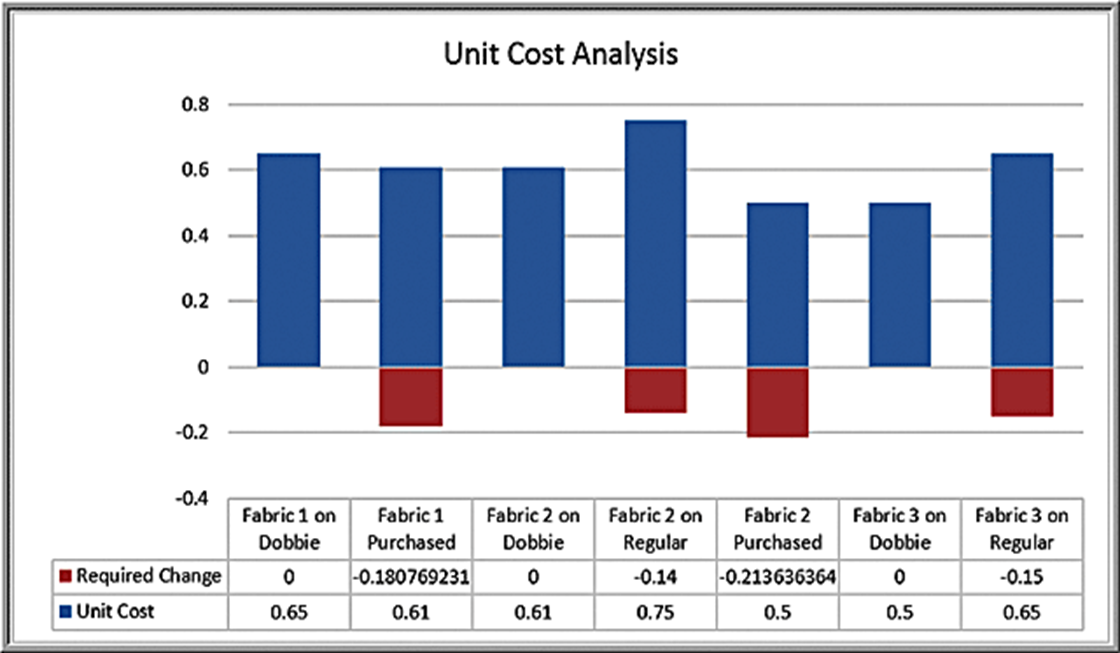 Unit Cost Analysis
0.8
0.6
0.4
0.2
0
-0.2
-0.4
Fabric 1 on Dobbie Fabric 1 Purchased Fabric 2 on Dobbie Fabric 2 on Regular Fabric 2 Purchased Fabric 3 on Dobbie Fabric 3 on Regular
Required Change 0 -0.180769231 0 -0.14 -0.213636364 0 -0.15
Unit Cost 0.65 0.61 0.61 0.75 0.5 0.5 0.65